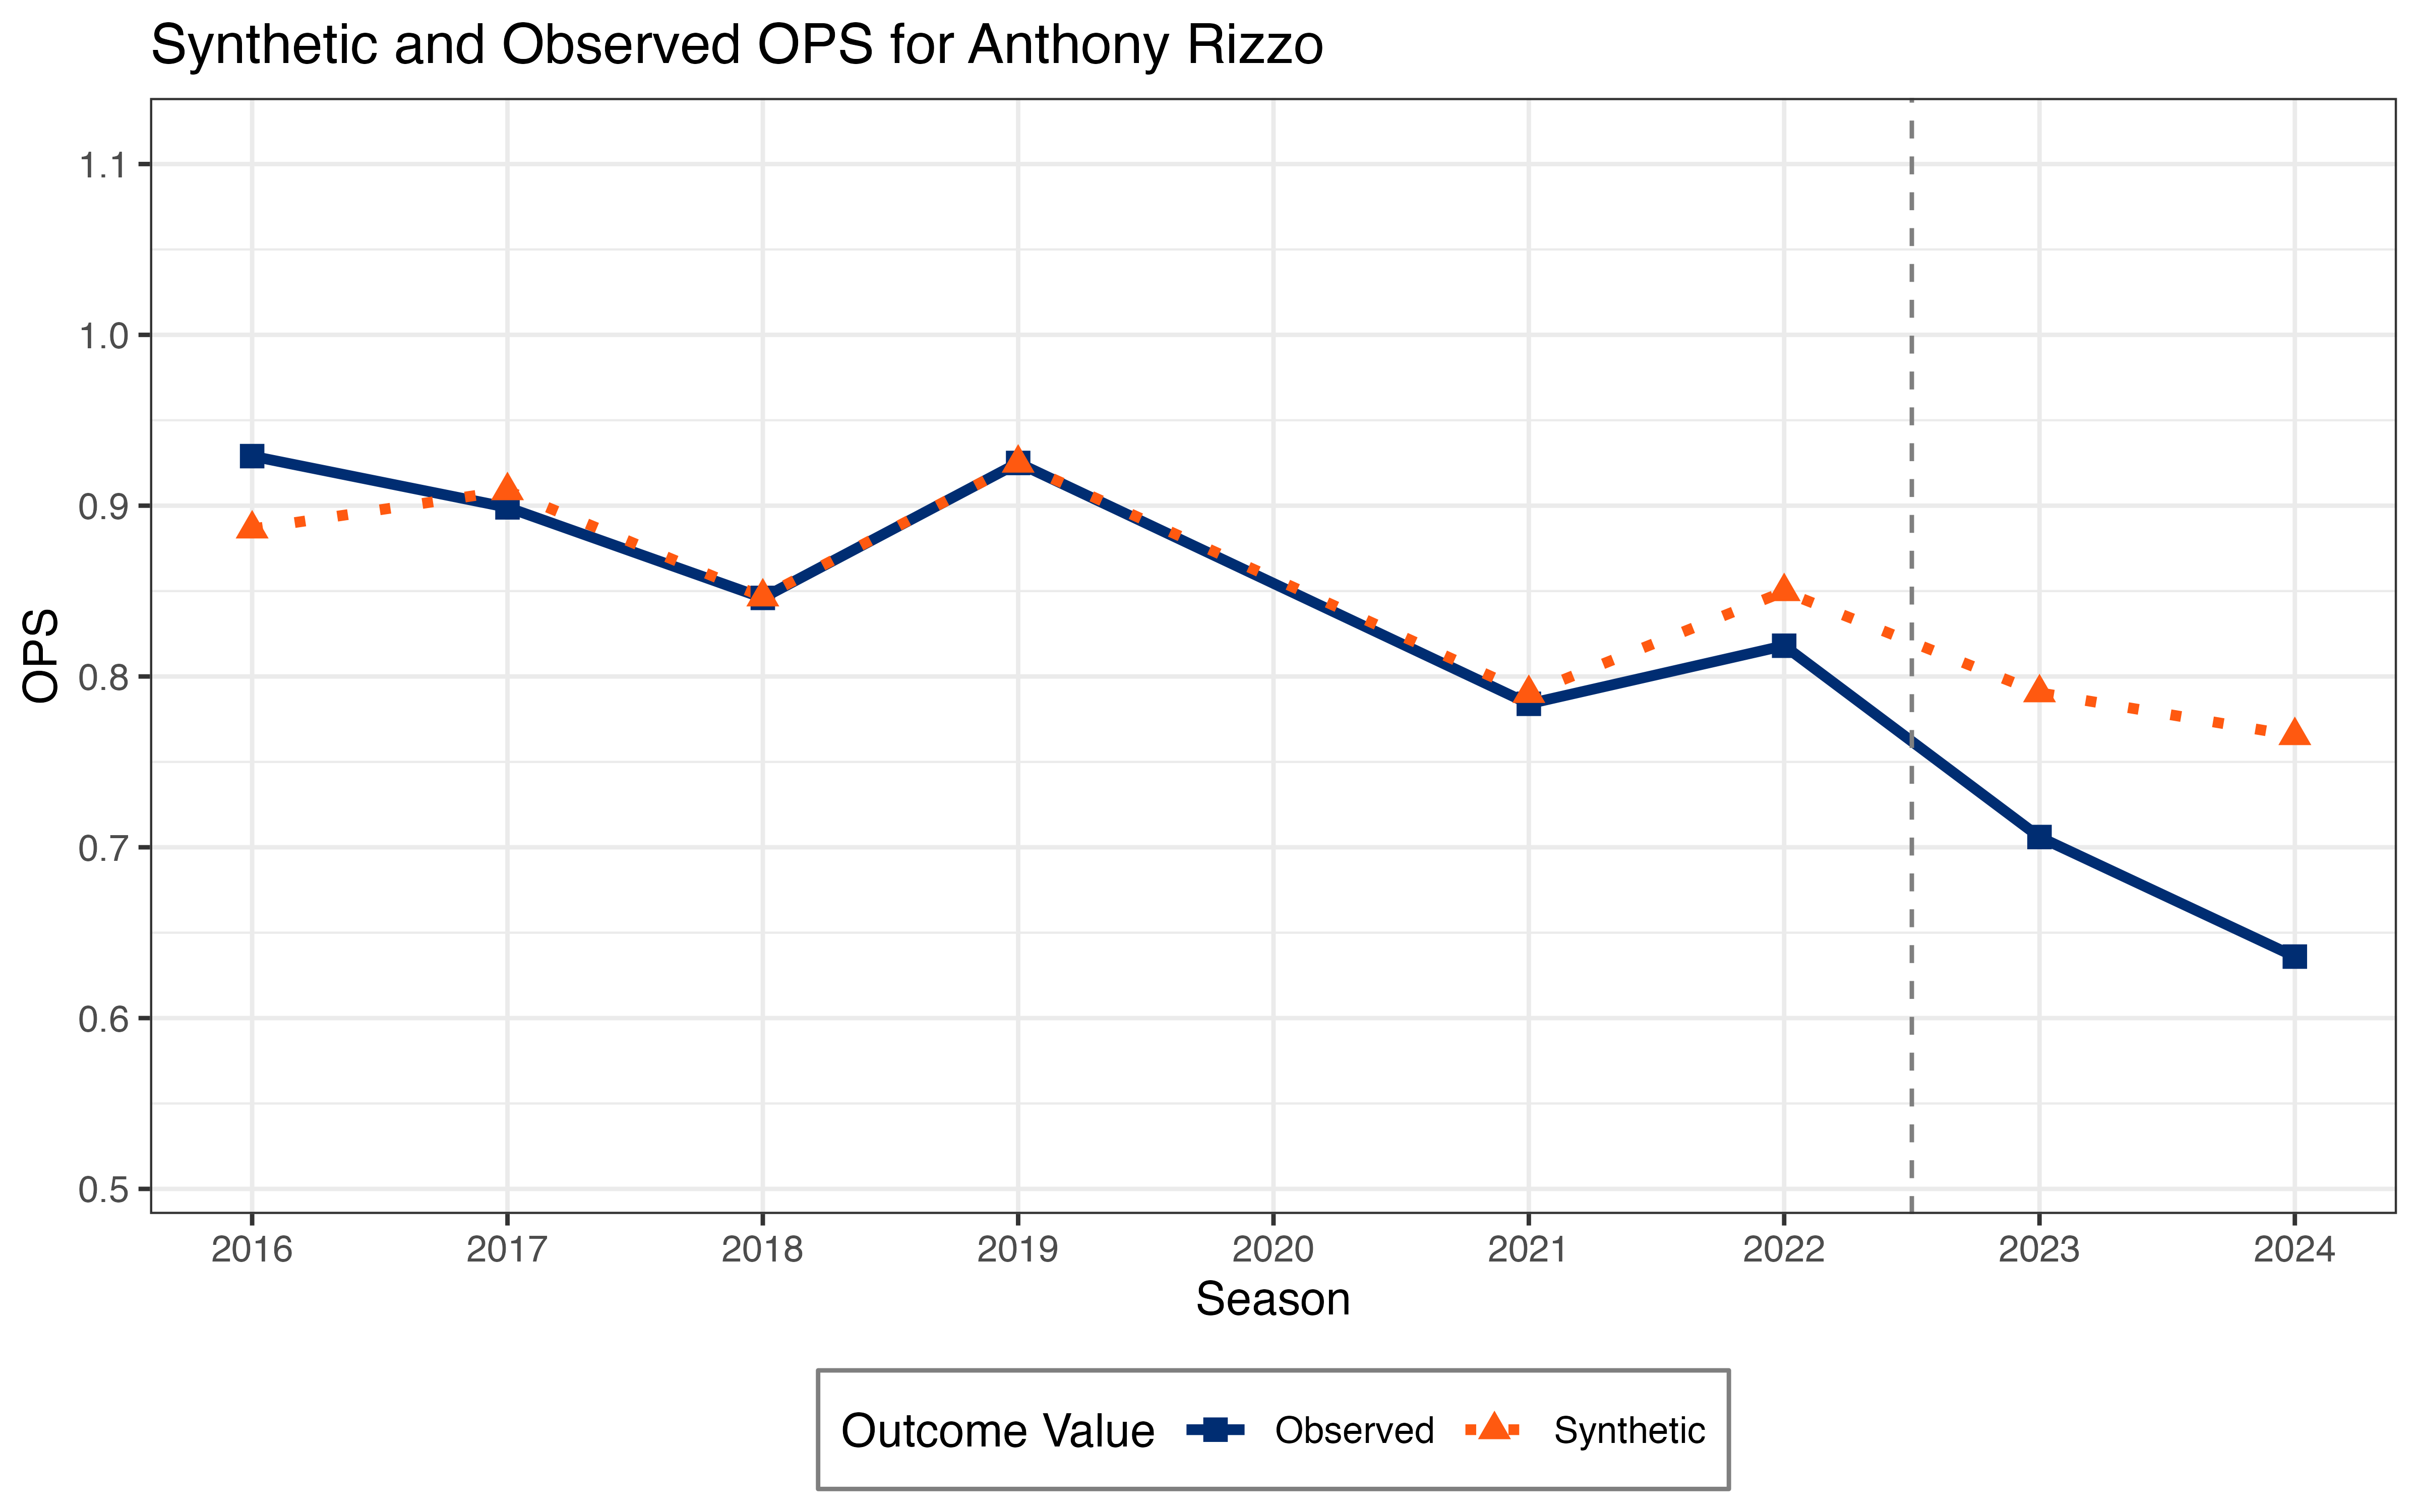 Synthetic and Observed OPS for Anthony Rizzo
1.1
1.0
0.9
0.8
0.7
0.6
0.5
OPS
2016 2017 2018 2019 2020 2021 2022 2023 2024
Season
Outcome Value Observed Synthetic